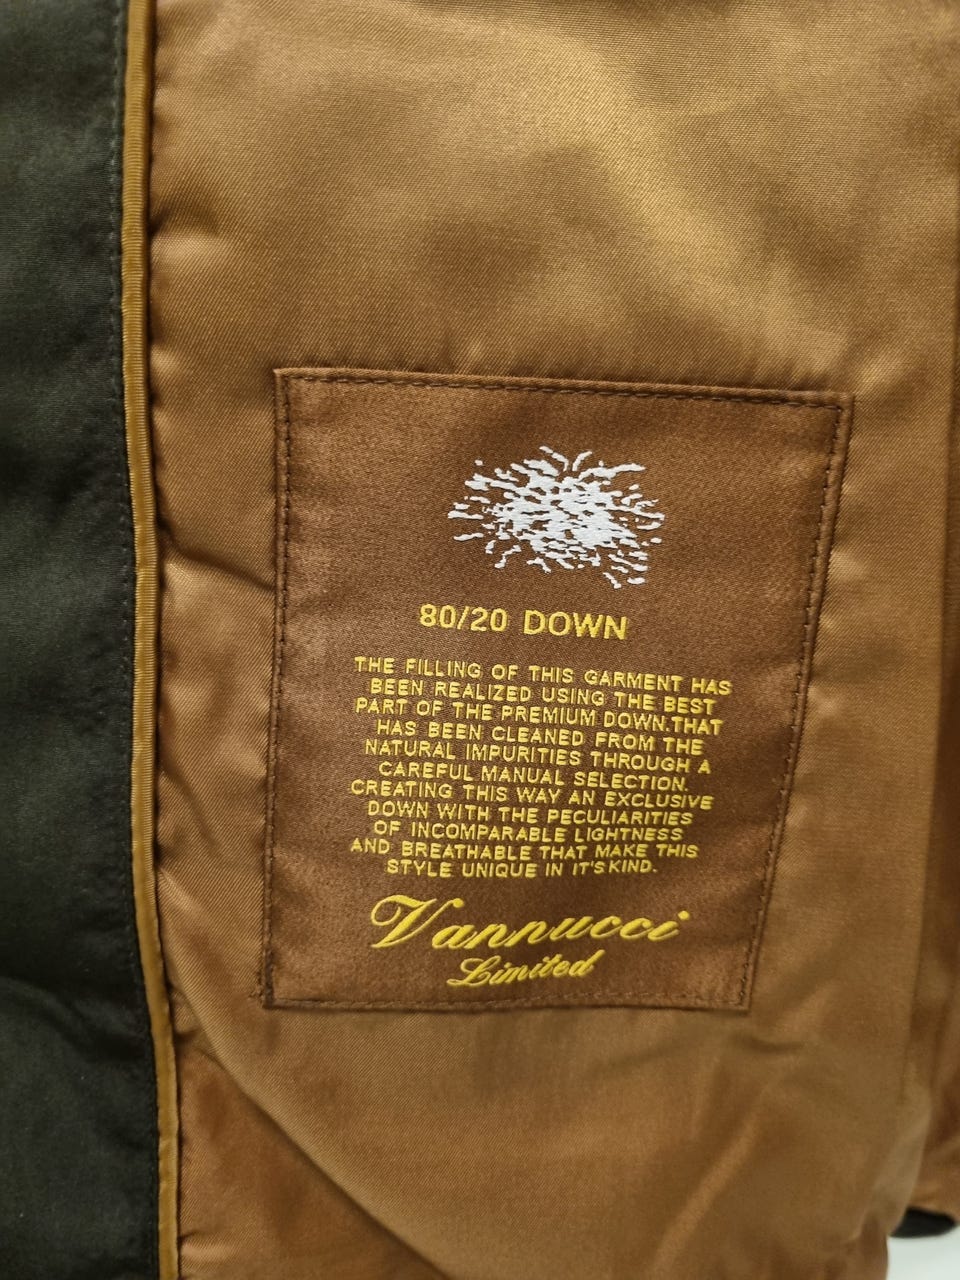 80/20 DOWN
THE FILLING OF THIS GARMENT HAS
BEEN REALIZED USING THE BEST
PART OF THE PREMIUM DOWN.THAT
HAS BEEN CLEANED FROM THE
NATURAL IMPURITIES THROUGH A
CAREFUL MANUAL SELECTION.
CREATING THIS WAY AN EXCLUSIVE
DOWN WITH THE PECULIARITIES
OF INCOMPARABLE LIGHTNESS
AND BREATHABLE THAT MAKE THIS
STYLE UNIQUE IN IT'S KIND.
Vannucci
Limited